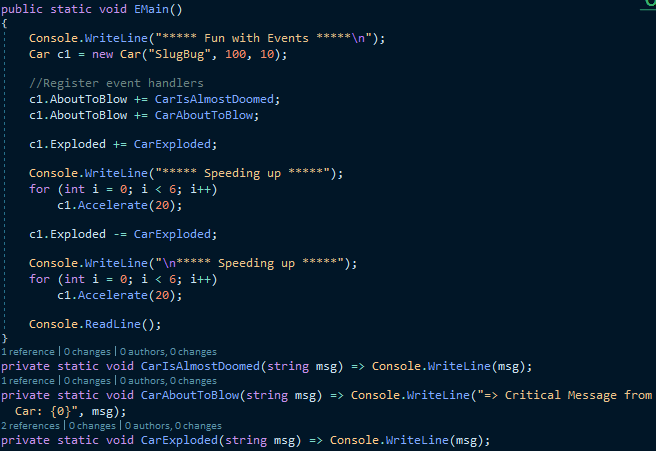 public static void EMain()
{
    Console.WriteLine("***** Fun with Events *****\n");
    Car c1 = new Car("SlugBug", 100, 10);

    //Register event handlers
    c1.AboutToBlow += CarIsAlmostDoomed;
    c1.AboutToBlow += CarAboutToBlow;

    c1.Exploded += CarExploded;

    Console.WriteLine("***** Speeding up *****");
    for (int i = 0; i < 6; i++)
        c1.Accelerate(20);

    c1.Exploded -= CarExploded;

    Console.WriteLine("\n***** Speeding up *****");
    for (int i = 0; i < 6; i++)
        c1.Accelerate(20);

    Console.ReadLine();
}
1 reference | 0 changes | 0 authors, 0 changes
private static void CarIsAlmostDoomed(string msg) => Console.WriteLine(msg);
1 reference | 0 changes | 0 authors, 0 changes
private static void CarAboutToBlow(string msg) => Console.WriteLine("=> Critical Message from
  Car: {0}", msg);
2 references | 0 changes | 0 authors, 0 changes
private static void CarExploded(string msg) => Console.WriteLine(msg);